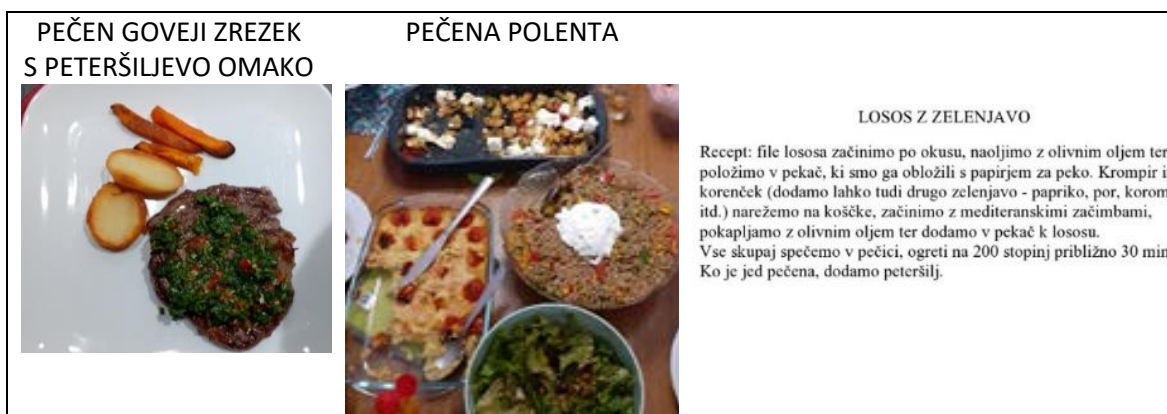 PEČEN GOVEJI ZREZEK
S PETERŠILJEVO OMAKO
PEČENA POLENTA
LOSOS Z ZELENJAVO
Recept: file lososa začinimo po okusu, naoljimo z olivnim oljem ter
položimo v pekač, ki smo ga obložili s papirjem za peko. Krompir i
korenček (dodamo lahko tudi drugo zelenjavo - papriko, por, korom
itd.) narežemo na koščke, začinimo z mediteranskimi začimbami,
pokapljamo z olivnim oljem ter dodamo v pekač k lososu.
Vse skupaj spečemo v pečici, ogreti na 200 stopinj približno 30 min
Ko je jed pečena, dodamo peteršilj.